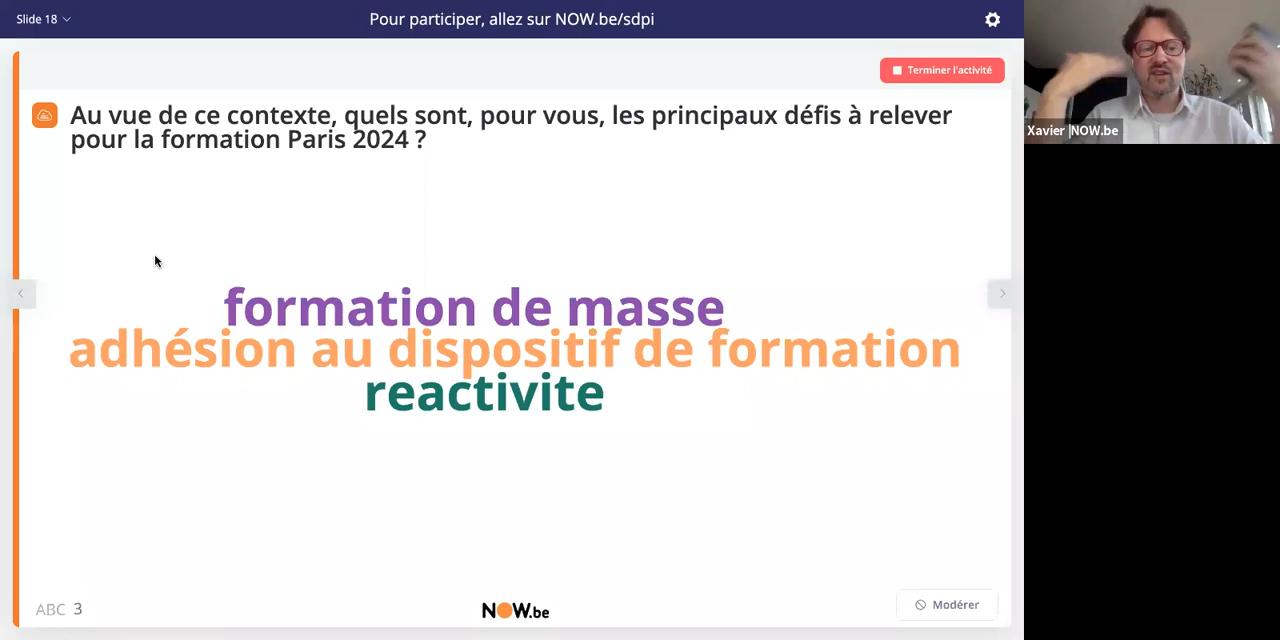 Slide 18
Pour participer, allez sur NOW.be/sdpi
Terminer l'activité
Au vue de ce contexte, quels sont, pour vous, les principaux défis à relever
pour la formation Paris 2024 ?
Xavier |NOW.be
formation de masse
adhésion au dispositif de formation
reactivite
ABC 3
NOW.be
Modérer